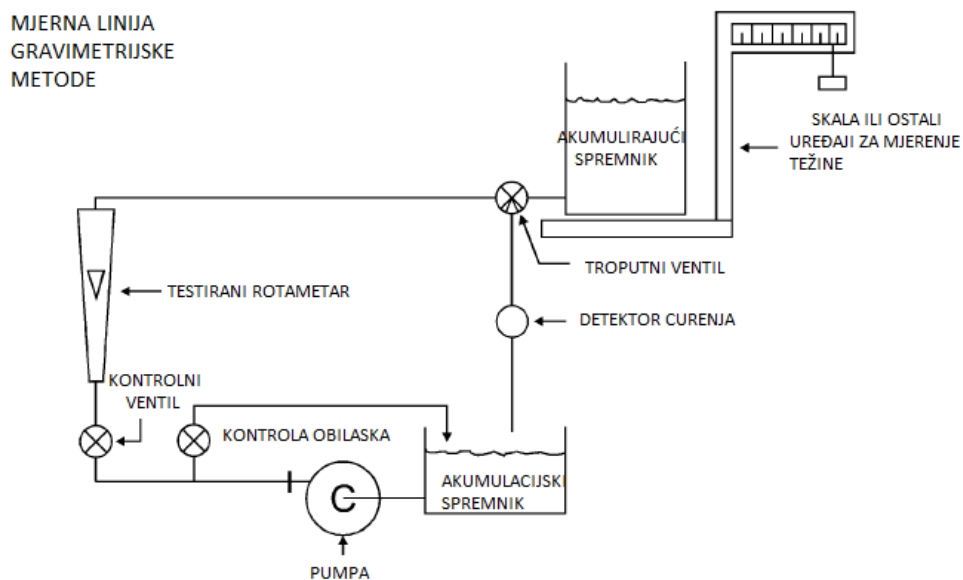 MJERNA LINIJA
GRAVIMETRIJSKE
METODE
AKUMULIRAJUĆI
SPREMNIK
SKALA ILI OSTALI
UREĐAJI ZA MJERENJE
TEŽINE
TROPUTNI VENTIL
TESTIRANI ROTAMETAR
DETEKTOR CURENJA
KONTROLNI
VENTIL
KONTROLA OBILASKA
AKUMULACIJSKI
SPREMNIK
C
PUMPA